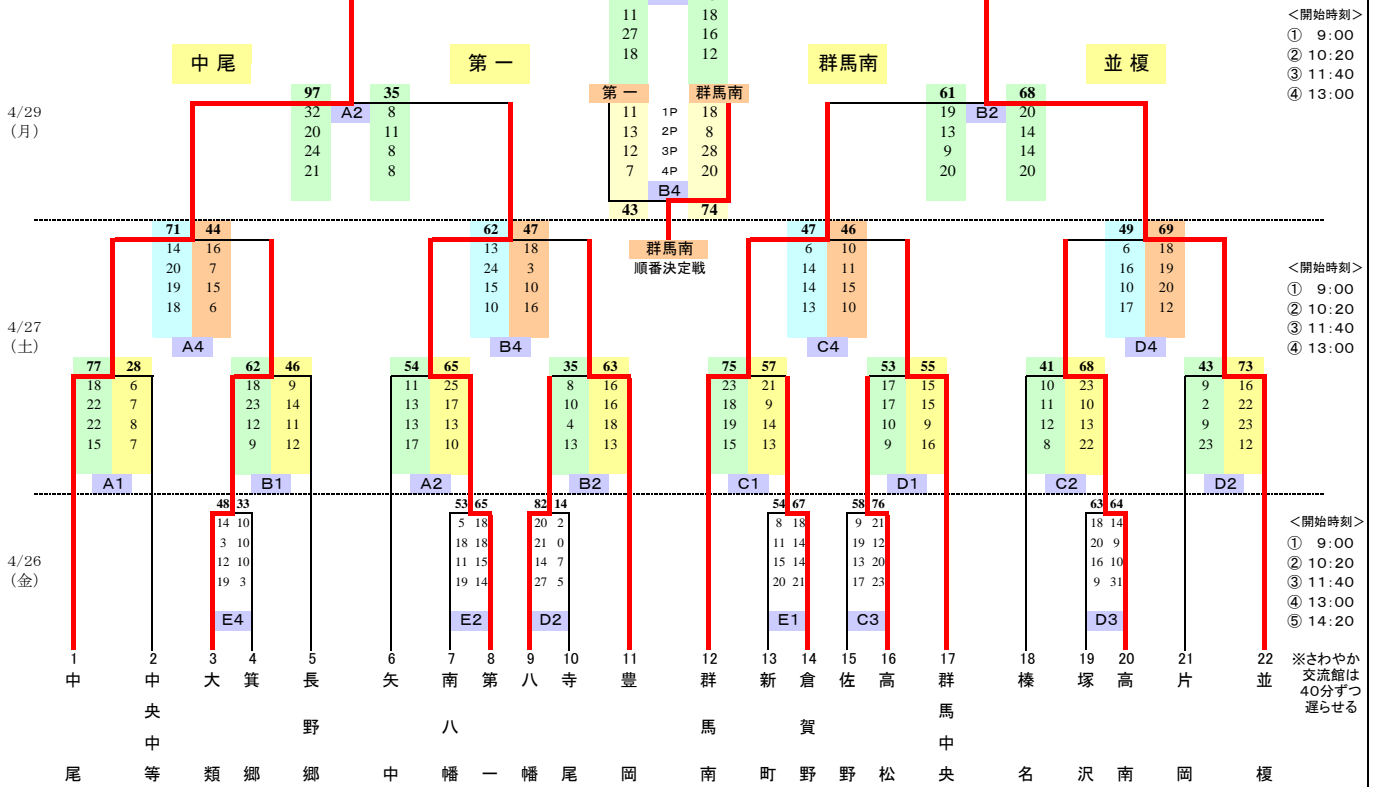 11 18
27 16
18 12
<開始時刻>
① 9:00
② 10:20
③ 11:40
④ 13:00
中尾 第一 群馬南 並榎
4/29
(月)
97 A2 35
32 8
20 11
24 8
21 8
第一 群馬南
11 1P 18
13 2P 8
12 3P 28
7 4P 20
B4
43 74
群馬南
順番決定戦
61 B2 68
19 20
13 14
9 14
20 20
4/27
(土)
71 44
14 16
20 7
19 15
18 6
A4
62 47
13 18
24 3
15 10
10 16
B4
47 46
6 10
14 11
14 15
13 10
C4
49 69
6 18
16 19
10 20
17 12
D4
<開始時刻>
① 9:00
② 10:20
③ 11:40
④ 13:00
77 28
18 6
22 7
22 8
15 7
A1
62 46
18 9
23 14
12 11
9 12
B1
54 65
11 25
13 17
13 13
17 10
A2
35 63
8 16
10 16
4 18
13 13
B2
75 57
23 21
18 9
19 14
15 13
C1
53 55
17 15
17 15
10 9
9 16
D1
41 68
10 23
11 10
12 13
8 22
C2
43 73
9 16
2 22
9 23
23 12
D2
4/26
(金)
48 33
14 10
3 10
12 10
19 3
E4
53 65
5 18
18 18
11 15
19 14
E2
82 14
20 2
21 0
14 7
27 5
D2
54 67
8 18
11 14
15 14
20 21
E1
58 76
9 21
19 12
13 20
17 23
C3
63 64
18 14
20 9
16 10
9 31
D3
<開始時刻>
① 9:00
② 10:20
③ 11:40
④ 13:00
⑤ 14:20
※さわやか
交流館は
40分ずつ
遅らせる
1 中尾
2 中央中等
3 大類
4 箕郷
5 長野郷
6 矢中
7 南八幡
8 第一
9 八幡
10 寺尾
11 豊岡
12 群馬南
13 新町
14 倉賀野
15 佐野
16 高松
17 群馬中央
18 榛名
19 塚沢
20 高南
21 片岡
22 並榎